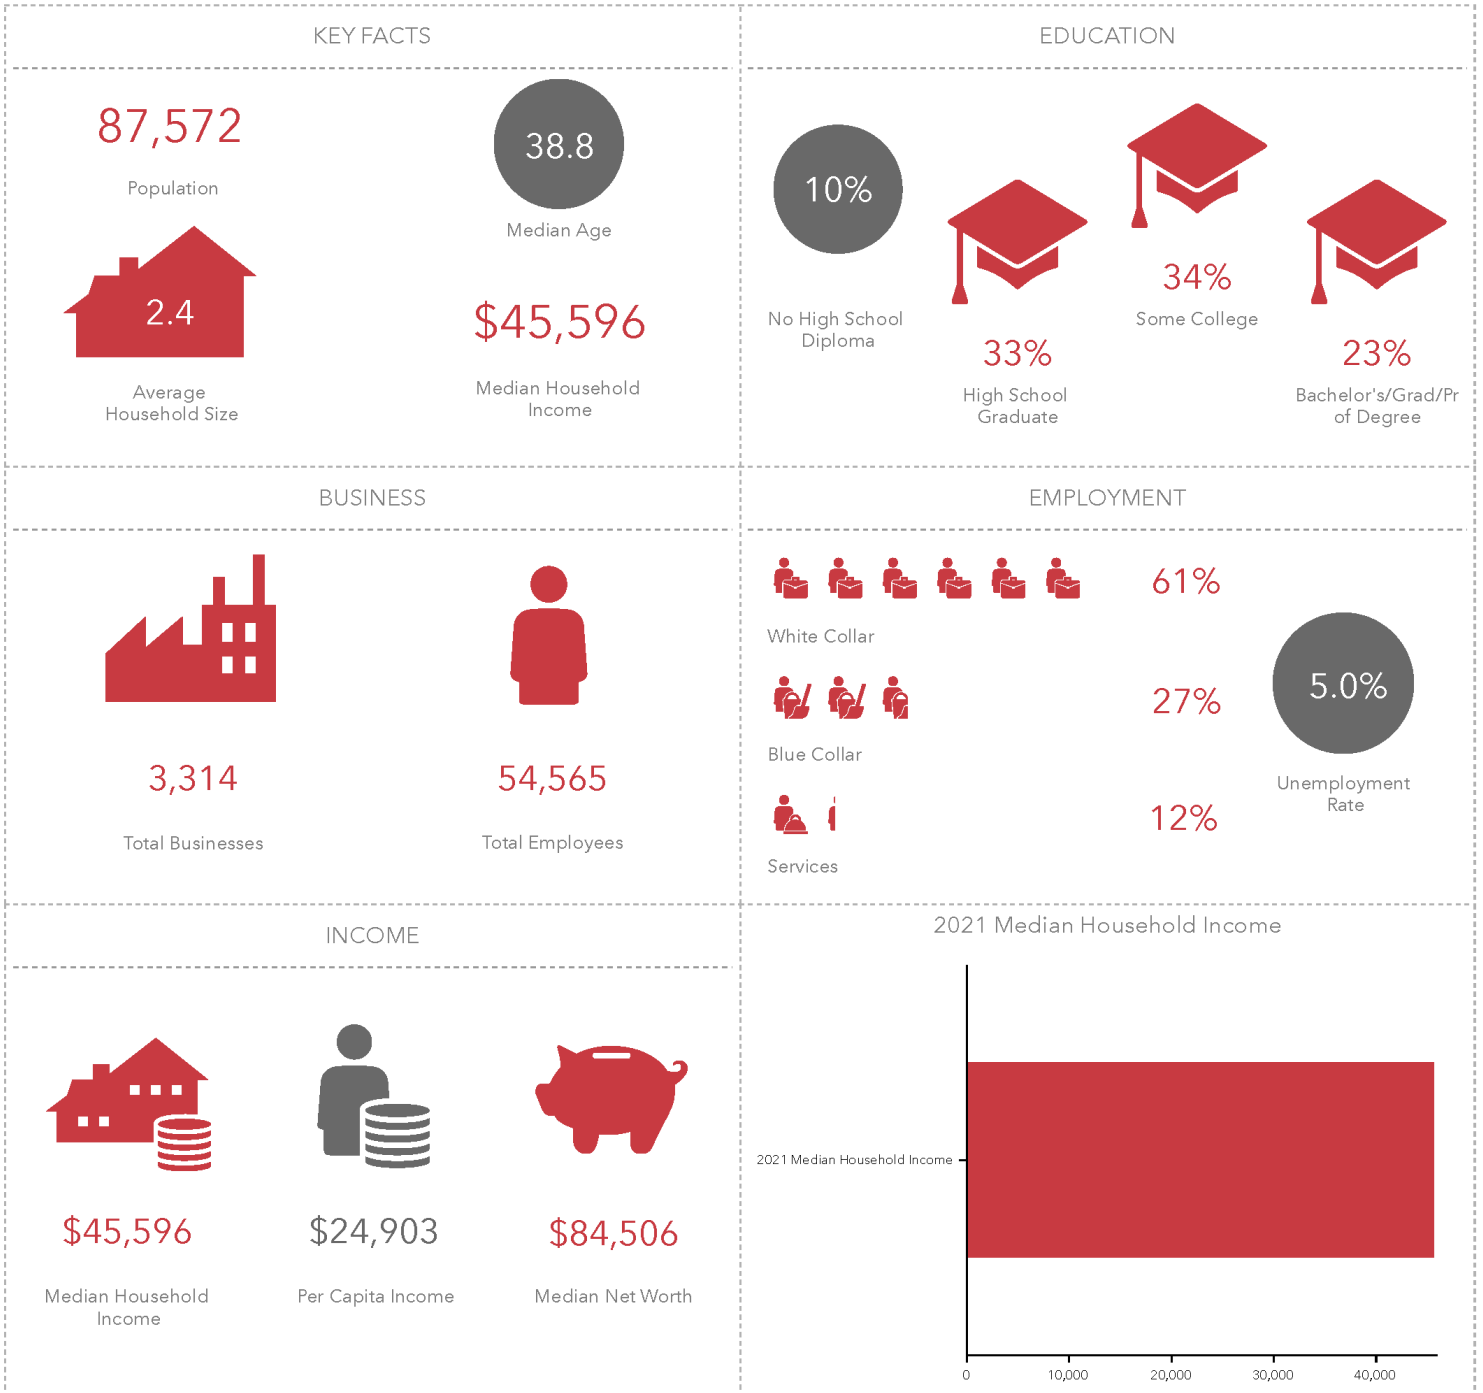 KEY FACTS
87,572
Population
38.8
Median Age
2.4
Average
Household Size
$45,596
Median Household
Income
EDUCATION
10%
No High School
Diploma
33%
High School
Graduate
34%
Some College
23%
Bachelor's/Grad/Pr
of Degree
BUSINESS
3,314
Total Businesses
54,565
Total Employees
EMPLOYMENT
61%
White Collar
27%
Blue Collar
12%
Services
5.0%
Unemployment
Rate
INCOME
$45,596
Median Household
Income
$24,903
Per Capita Income
$84,506
Median Net Worth
2021 Median Household Income
2021 Median Household Income
0 10,000 20,000 30,000 40,000